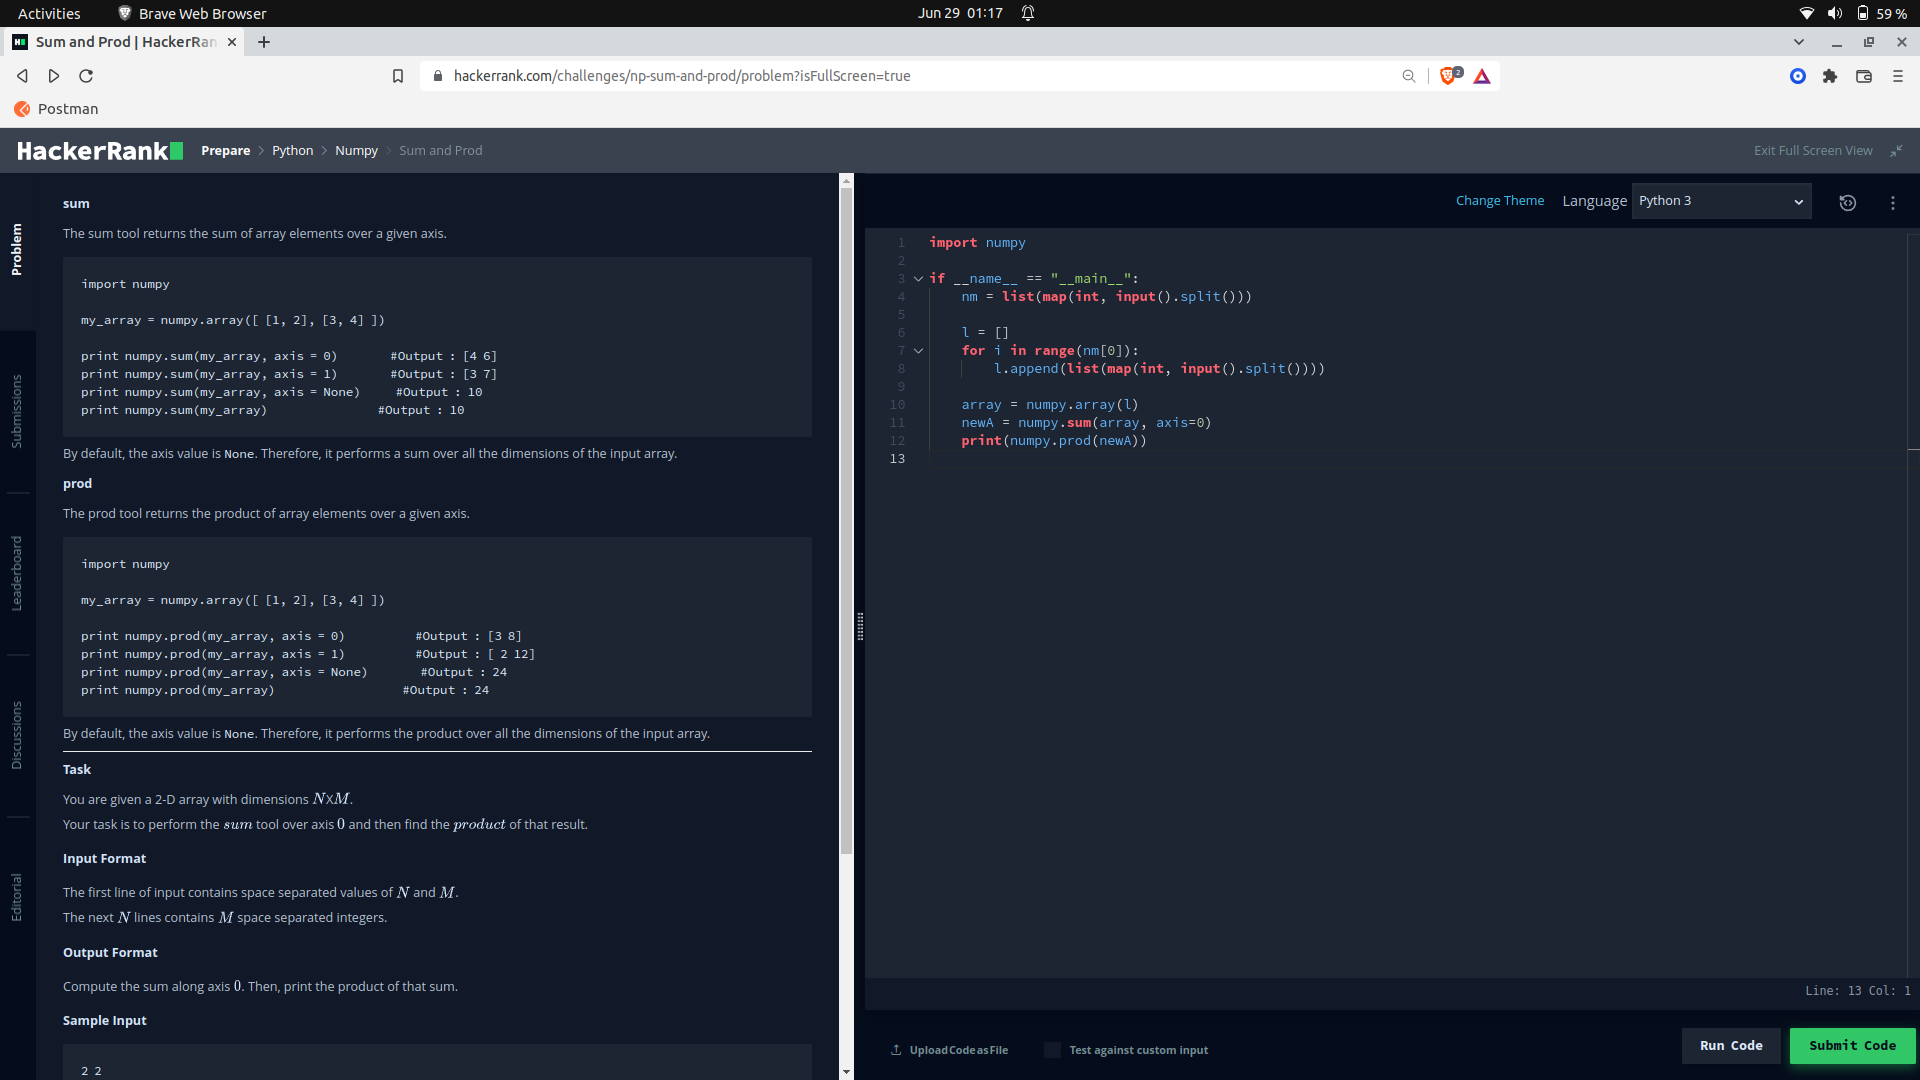 Activities
Brave Web Browser
Jun 29 01:17
59 %
Sum and Prod | HackerRan
hackerrank.com/challenges/np-sum-and-prod/problem?isFullScreen=true
2
Postman
HackerRank
Prepare > Python > Numpy > Sum and Prod
Exit Full Screen View
Problem
Submissions
Leaderboard
Discussions
Editorial
sum
The sum tool returns the sum of array elements over a given axis.
import numpy
my_array = numpy.array([ [1, 2], [3, 4] ])
print numpy.sum(my_array, axis = 0)         #Output : [4 6]
print numpy.sum(my_array, axis = 1)         #Output : [3 7]
print numpy.sum(my_array, axis = None)      #Output : 10
print numpy.sum(my_array)                   #Output : 10
By default, the axis value is None. Therefore, it performs a sum over all the dimensions of the input array.
prod
The prod tool returns the product of array elements over a given axis.
import numpy
my_array = numpy.array([ [1, 2], [3, 4] ])
print numpy.prod(my_array, axis = 0)            #Output : [3 8]
print numpy.prod(my_array, axis = 1)            #Output : [ 2 12]
print numpy.prod(my_array, axis = None)         #Output : 24
print numpy.prod(my_array)                      #Output : 24
By default, the axis value is None. Therefore, it performs the product over all the dimensions of the input array.
Task
You are given a 2-D array with dimensions NXM.
Your task is to perform the sum tool over axis 0 and then find the product of that result.
Input Format
The first line of input contains space separated values of N and M.
The next N lines contains M space separated integers.
Output Format
Compute the sum along axis 0. Then, print the product of that sum.
Sample Input
2 2
Change Theme
Language
Python 3
1 import numpy
2
3 if __name__ == "__main__":
4     nm = list(map(int, input().split()))
5
6     l = []
7     for i in range(nm[0]):
8         l.append(list(map(int, input().split())))
9
10     array = numpy.array(l)
11     newA = numpy.sum(array, axis=0)
12     print(numpy.prod(newA))
13
Line: 13 Col: 1
Upload Code as File
Test against custom input
Run Code
Submit Code